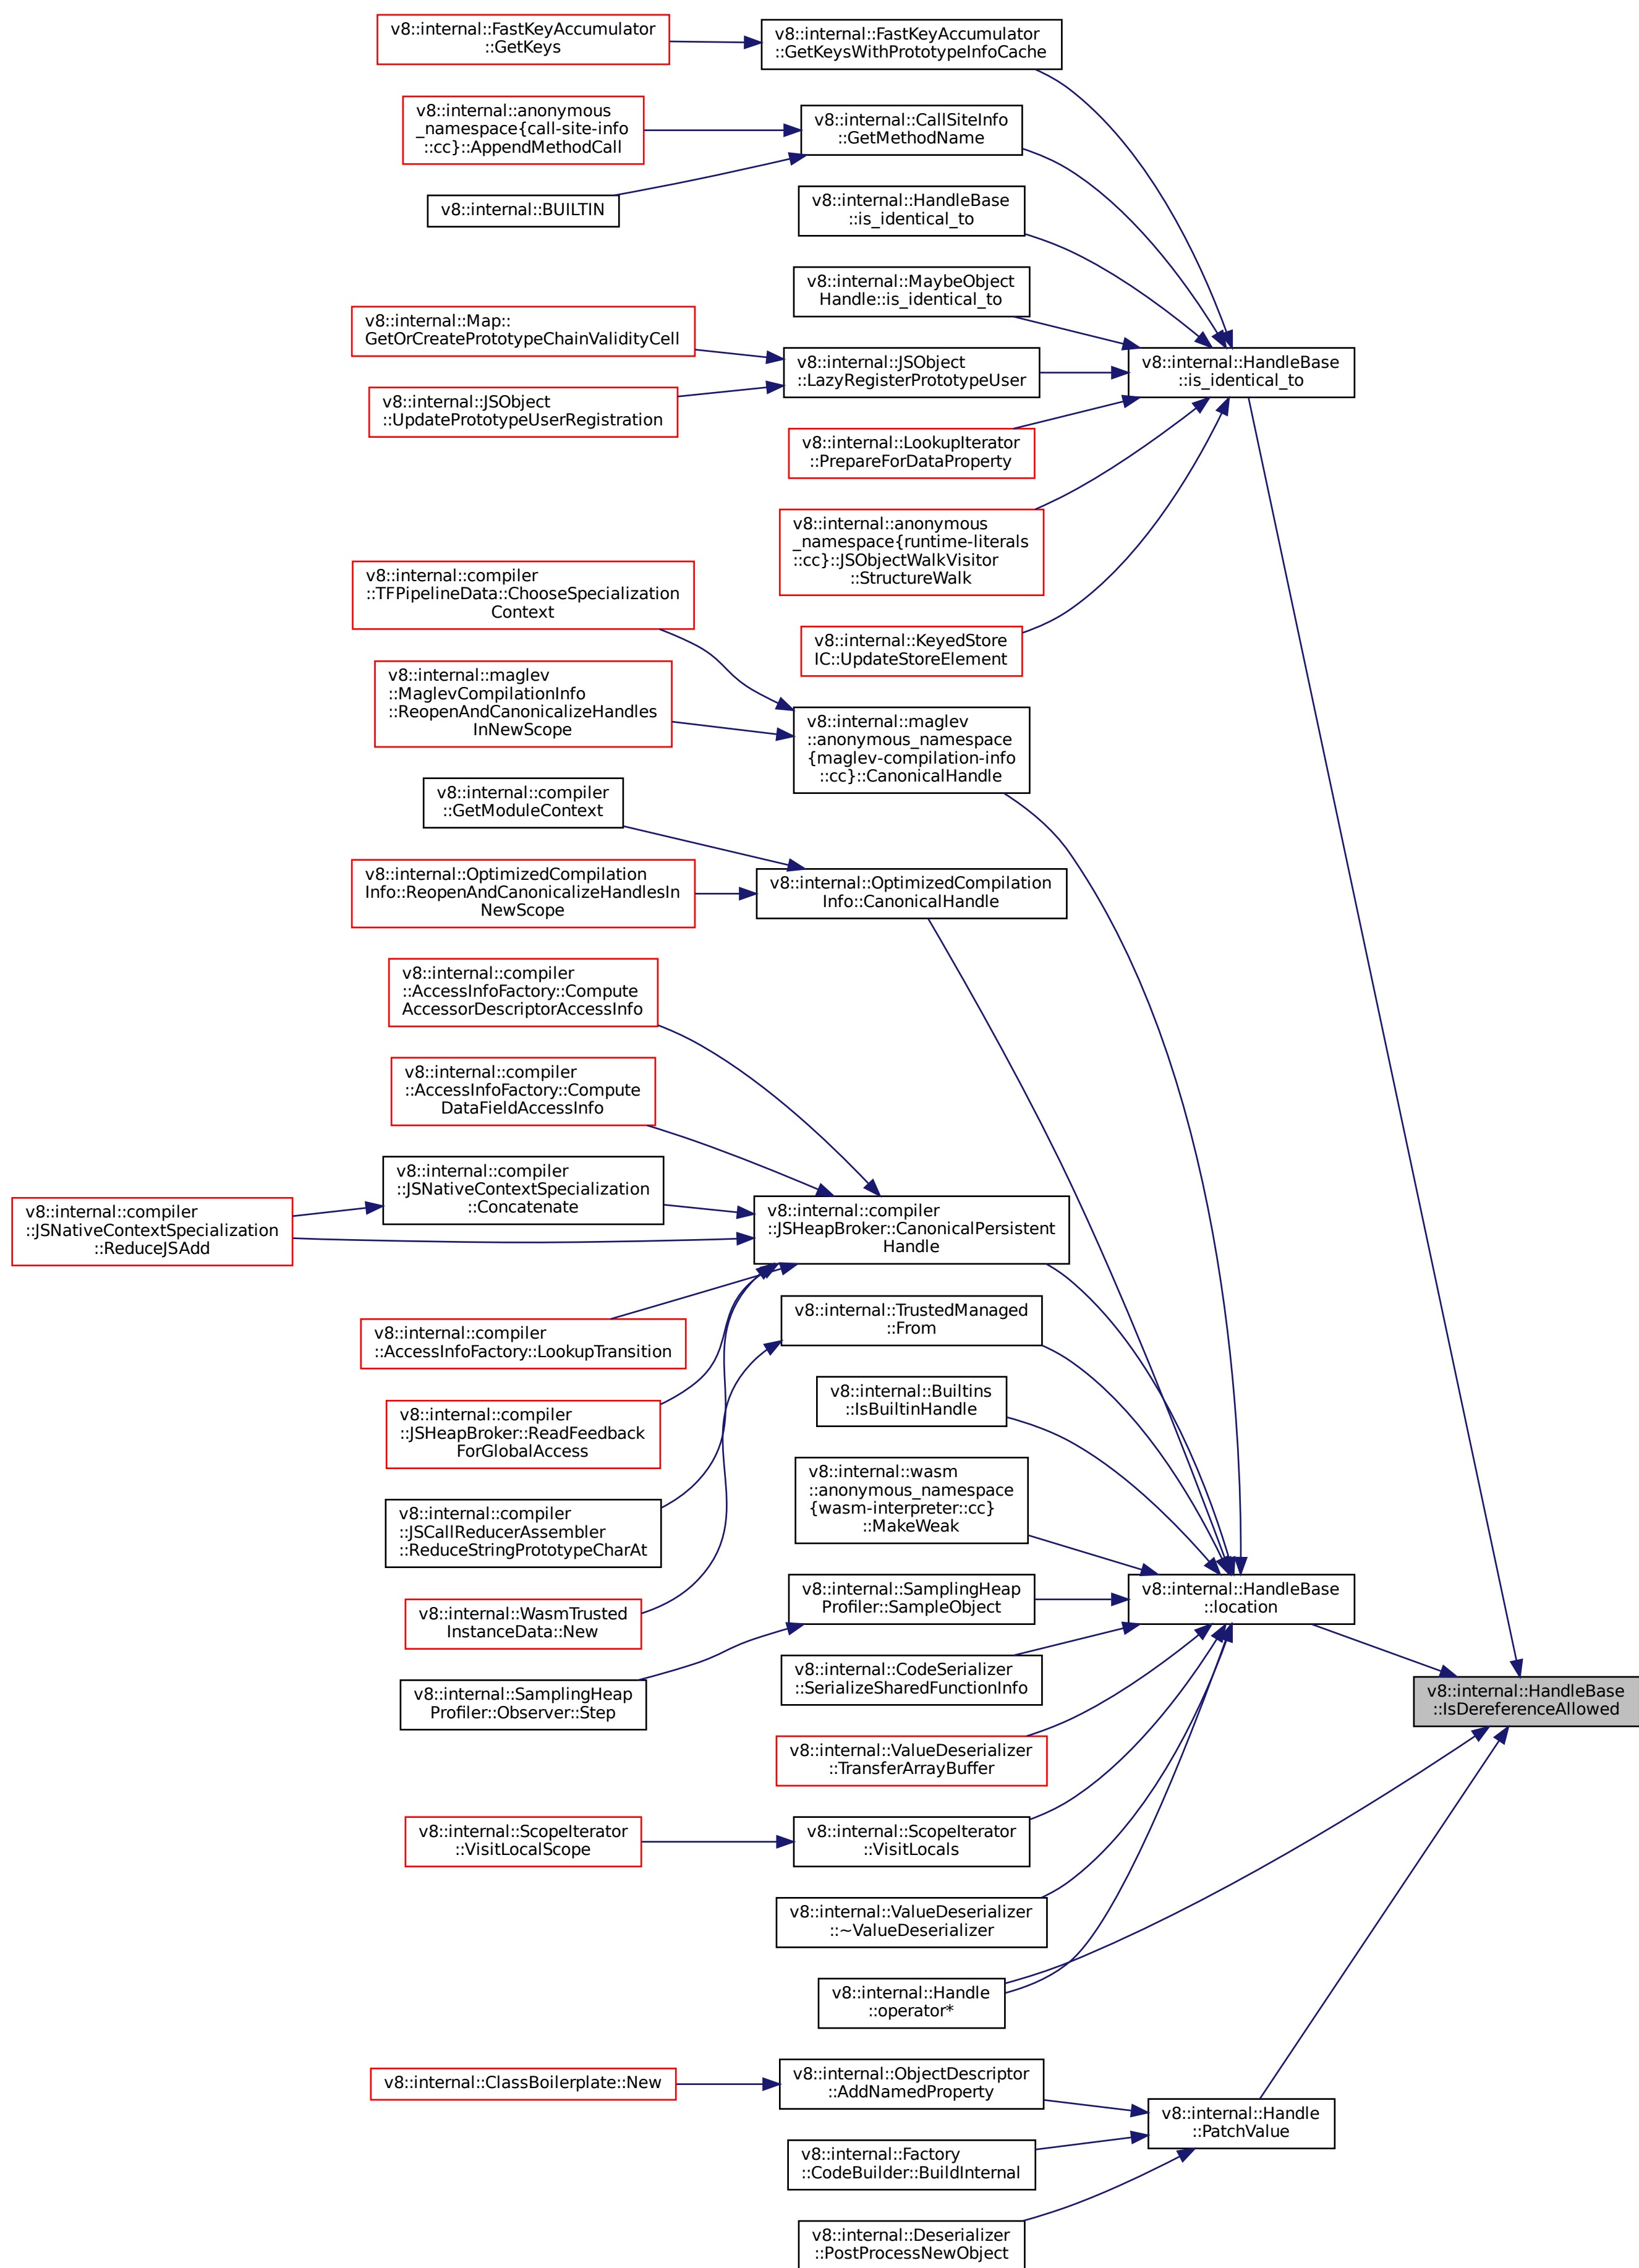 v8::internal::FastKeyAccumulator
::GetKeys
v8::internal::FastKeyAccumulator
::GetKeysWithPrototypeInfoCache
v8::internal::anonymous
_namespace{call-site-info
::cc}::AppendMethodCall
v8::internal::CallSiteInfo
::GetMethodName
v8::internal::BUILTIN
v8::internal::HandleBase
::is_identical_to
v8::internal::MaybeObject
Handle::is_identical_to
v8::internal::Map::
GetOrCreatePrototypeChainValidityCell
v8::internal::JSObject
::LazyRegisterPrototypeUser
v8::internal::HandleBase
::is_identical_to
v8::internal::JSObject
::UpdatePrototypeUserRegistration
v8::internal::LookupIterator
::PrepareForDataProperty
v8::internal::anonymous
_namespace{runtime-literals
::cc}::JSObjectWalkVisitor
::StructureWalk
v8::internal::compiler
::TFPipelineData::ChooseSpecialization
Context
v8::internal::KeyedStore
IC::UpdateStoreElement
v8::internal::maglev
::MaglevCompilationInfo
::ReopenAndCanonicalizeHandles
InNewScope
v8::internal::maglev
::anonymous_namespace
{maglev-compilation-info
::cc}::CanonicalHandle
v8::internal::compiler
::GetModuleContext
v8::internal::OptimizedCompilation
Info::ReopenAndCanonicalizeHandlesIn
NewScope
v8::internal::OptimizedCompilation
Info::CanonicalHandle
v8::internal::compiler
::AccessInfoFactory::Compute
AccessorDescriptorAccessInfo
v8::internal::compiler
::AccessInfoFactory::Compute
DataFieldAccessInfo
v8::internal::compiler
::JSNativeContextSpecialization
::Concatenate
v8::internal::compiler
::JSNativeContextSpecialization
::ReduceJSAdd
v8::internal::compiler
::JSHeapBroker::CanonicalPersistent
Handle
v8::internal::compiler
::AccessInfoFactory::LookupTransition
v8::internal::TrustedManaged
::From
v8::internal::compiler
::JSHeapBroker::ReadFeedback
ForGlobalAccess
v8::internal::Builtins
::IsBuiltinHandle
v8::internal::compiler
::JSCallReducerAssembler
::ReduceStringPrototypeCharAt
v8::internal::wasm
::anonymous_namespace
{wasm-interpreter::cc}
::MakeWeak
v8::internal::WasmTrusted
InstanceData::New
v8::internal::SamplingHeap
Profiler::SampleObject
v8::internal::HandleBase
::location
v8::internal::SamplingHeap
Profiler::Observer::Step
v8::internal::CodeSerializer
::SerializeSharedFunctionInfo
v8::internal::HandleBase
::IsDereferenceAllowed
v8::internal::ValueDeserializer
::TransferArrayBuffer
v8::internal::ScopeIterator
::VisitLocalScope
v8::internal::ScopeIterator
::VisitLocals
v8::internal::ValueDeserializer
::~ValueDeserializer
v8::internal::Handle
::operator*
v8::internal::ClassBoilerplate::New
v8::internal::ObjectDescriptor
::AddNamedProperty
v8::internal::Handle
::PatchValue
v8::internal::Factory
::CodeBuilder::BuildInternal
v8::internal::Deserializer
::PostProcessNewObject